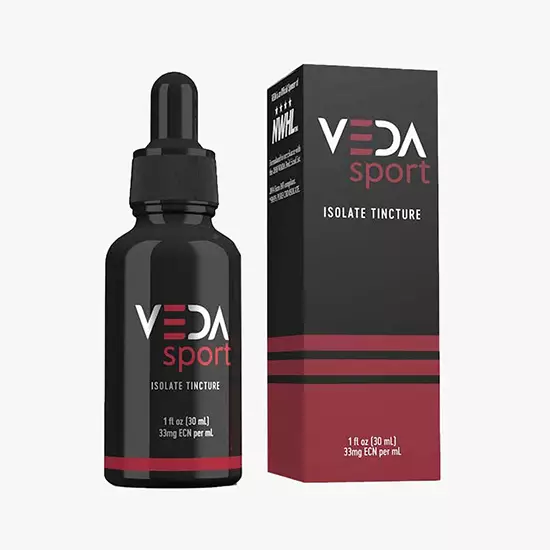 VEDA
sport
ISOLATE TINCTURE
1 fl oz (30 mL)
33mg ECN per mL
NWHL
VEDA
sport
ISOLATE TINCTURE
1 fl oz (30 mL)
33mg ECN per mL